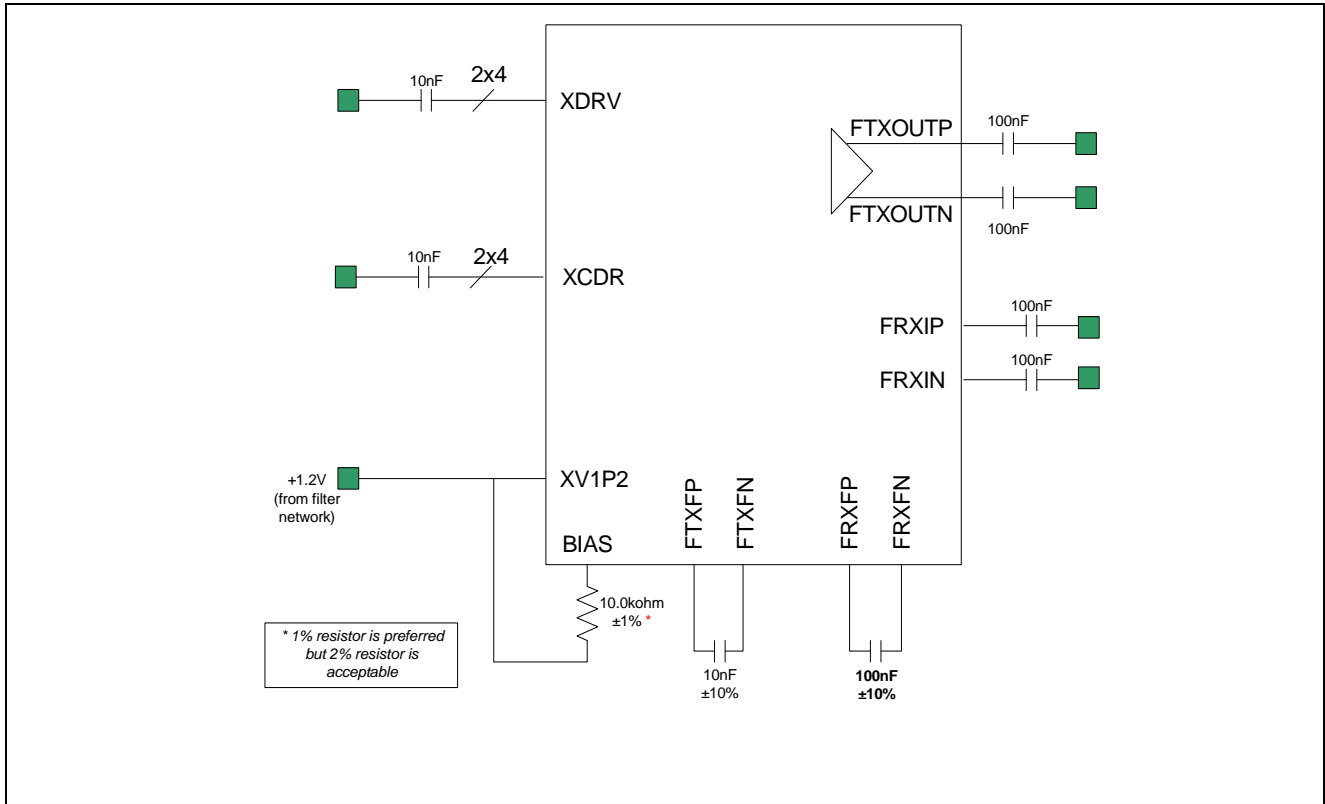 10nF
2x4
XDRV
FTXOUTP
100nF
FTXOUTN
100nF
10nF
2x4
XCDR
100nF
FRXIP
100nF
FRXIN
+1.2V
(from filter
network)
XV1P2
FTXFP
FTXFN
FRXFP
FRXFN
BIAS
10.0kohm
±1% *
* 1% resistor is preferred
but 2% resistor is
acceptable
10nF
±10%
100nF
±10%